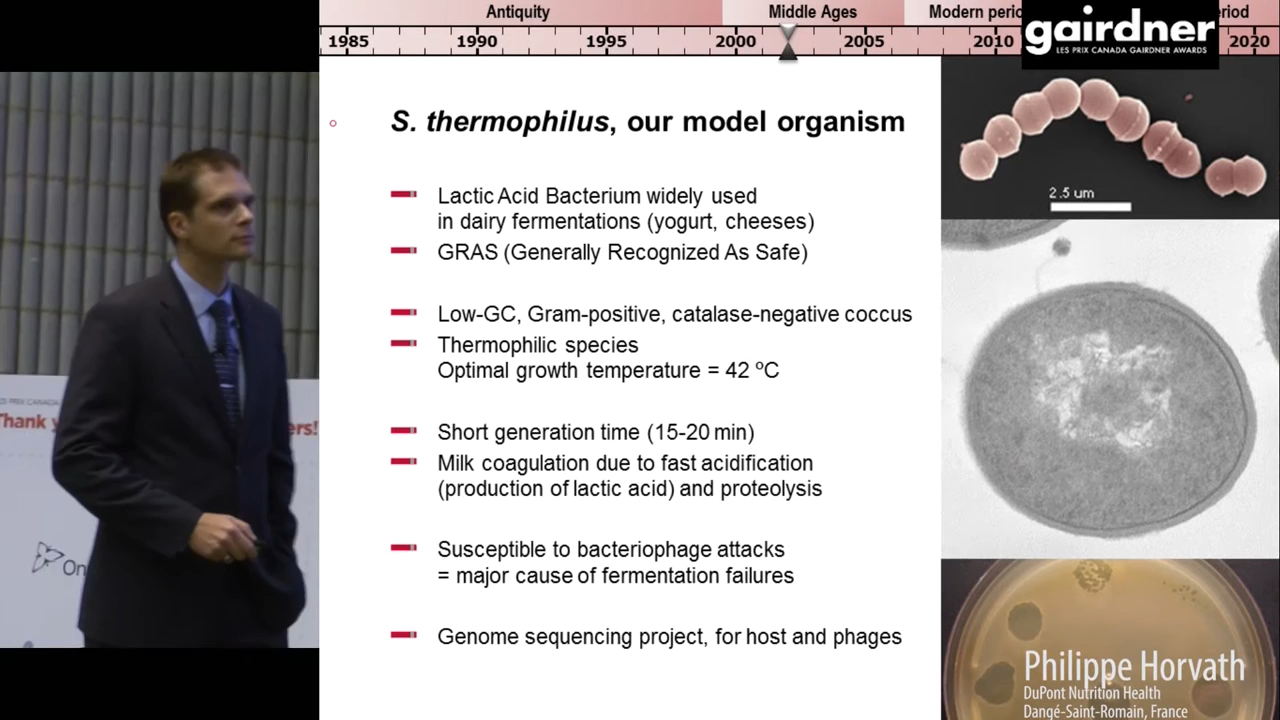 Antiquity
Middle Ages
Modern
1985
1990
1995
2000
2005
2010
2020
gairdner
LES PRIX CANADA GAIRDNER AWARDS
S. thermophilus, our model organism
Lactic Acid Bacterium widely used
in dairy fermentations (yogurt, cheeses)
GRAS (Generally Recognized As Safe)
Low-GC, Gram-positive, catalase-negative coccus
Thermophilic species
Optimal growth temperature = 42 ºC
Short generation time (15-20 min)
Milk coagulation due to fast acidification
(production of lactic acid) and proteolysis
Susceptible to bacteriophage attacks
= major cause of fermentation failures
Genome sequencing project, for host and phages
2.5 um
PRIX CANADA
Thank
ers!
On
Philippe Horvath
DuPont Nutrition Health
Dangé-Saint-Romain, France